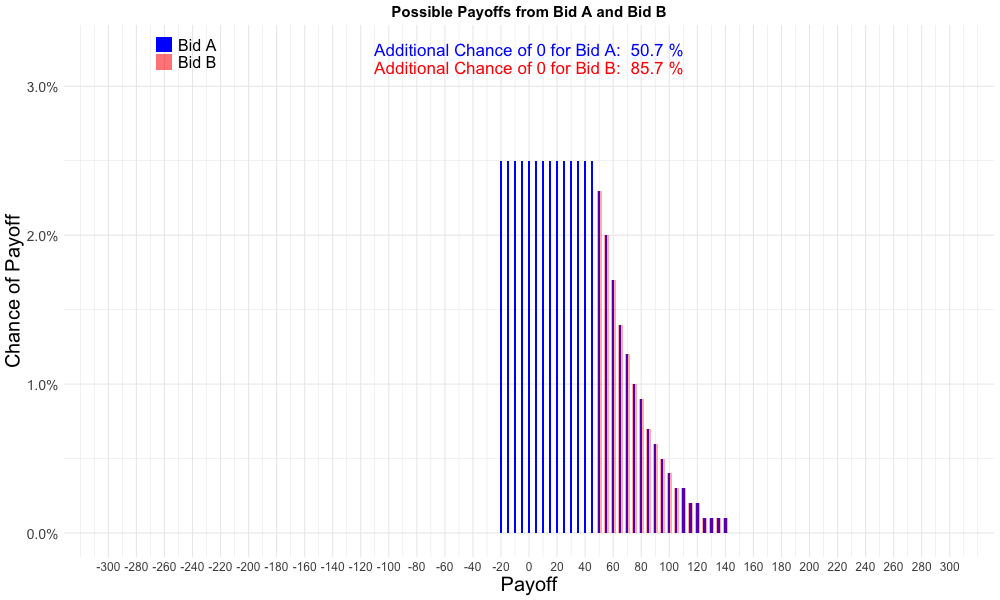 Possible Payoffs from Bid A and Bid B
Bid A
Bid B
Additional Chance of 0 for Bid A:  50.7 %
Additional Chance of 0 for Bid B:  85.7 %
Chance of Payoff
3.0%
2.0%
1.0%
0.0%
-300 -280 -260 -240 -220 -200 -180 -160 -140 -120 -100 -80 -60 -40 -20 0 20 40 60 80 100 120 140 160 180 200 220 240 260 280 300
Payoff